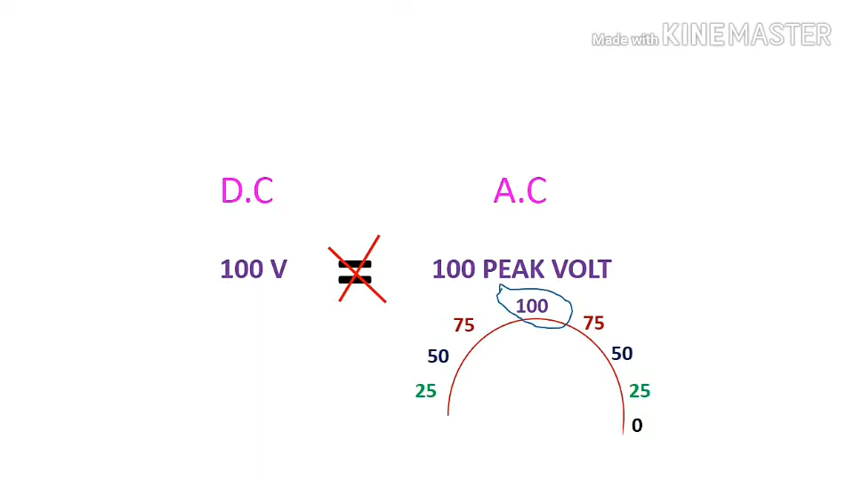 Made with KINEMASTER
D.C A.C
100 V = 100 PEAK VOLT
100
75 75
50 50
25 25
0